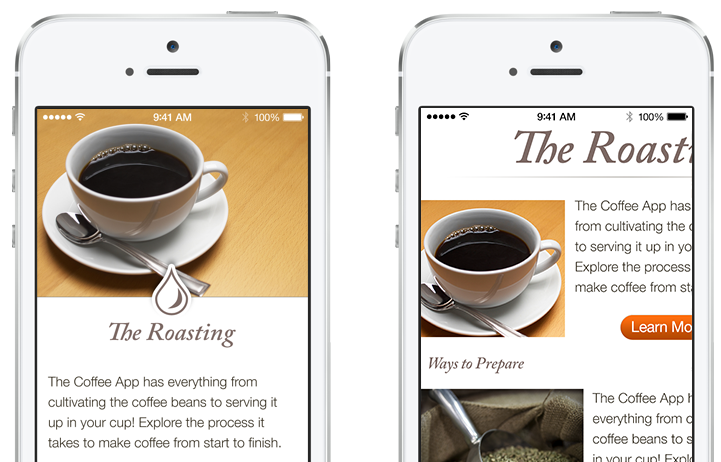 9:41 AM 100%
The Roasting
The Coffee App has everything from
cultivating the coffee beans to serving it
up in your cup! Explore the process it
takes to make coffee from start to finish.
9:41 AM 100%
The Roasti
The Coffee App has
from cultivating the c
to serving it up in yo
Explore the process
make coffee from sta
Learn Mo
Ways to Prepare
The Coffee App h
everything from c
coffee beans to s
in your cup! Explo